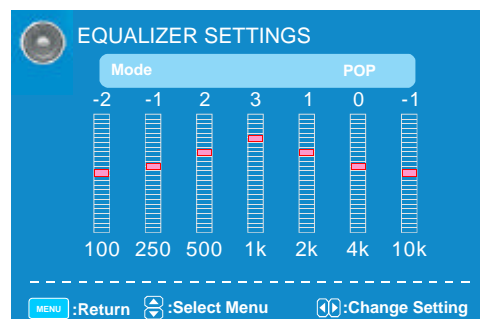 EQUALIZER SETTINGS
Mode POP
-2 -1 2 3 1 0 -1
100 250 500 1k 2k 4k 10k
MENU :Return :Select Menu :Change Setting